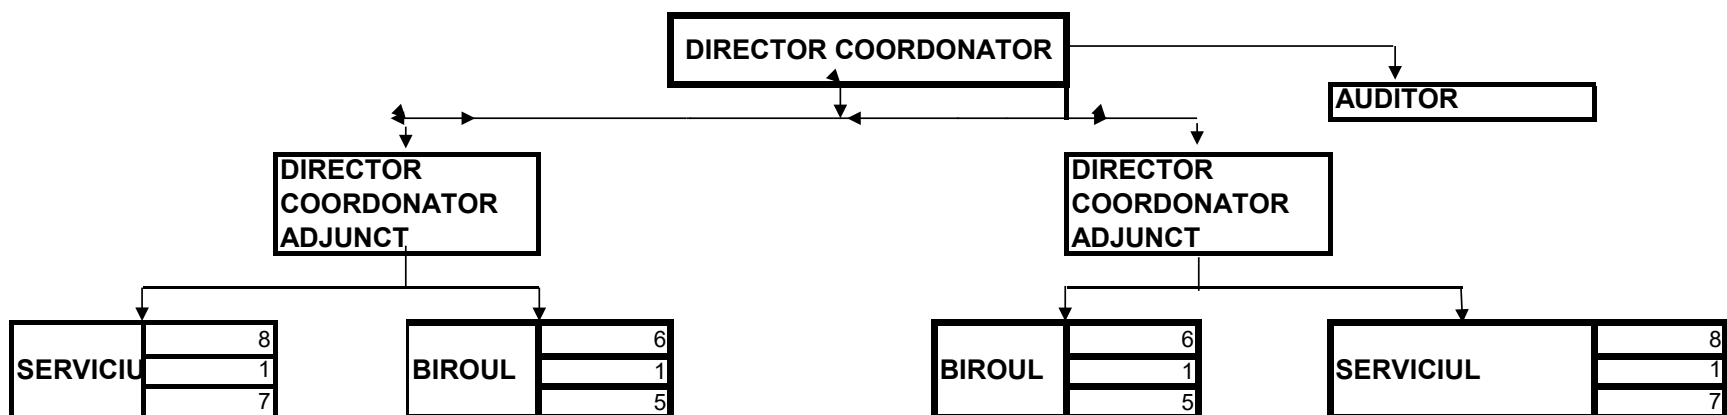 DIRECTOR COORDONATOR
AUDITOR
DIRECTOR
COORDONATOR
ADJUNCT
DIRECTOR
COORDONATOR
ADJUNCT
SERVICIU
8
1
7
BIROUL
6
1
5
BIROUL
6
1
5
SERVICIUL
8
1
7